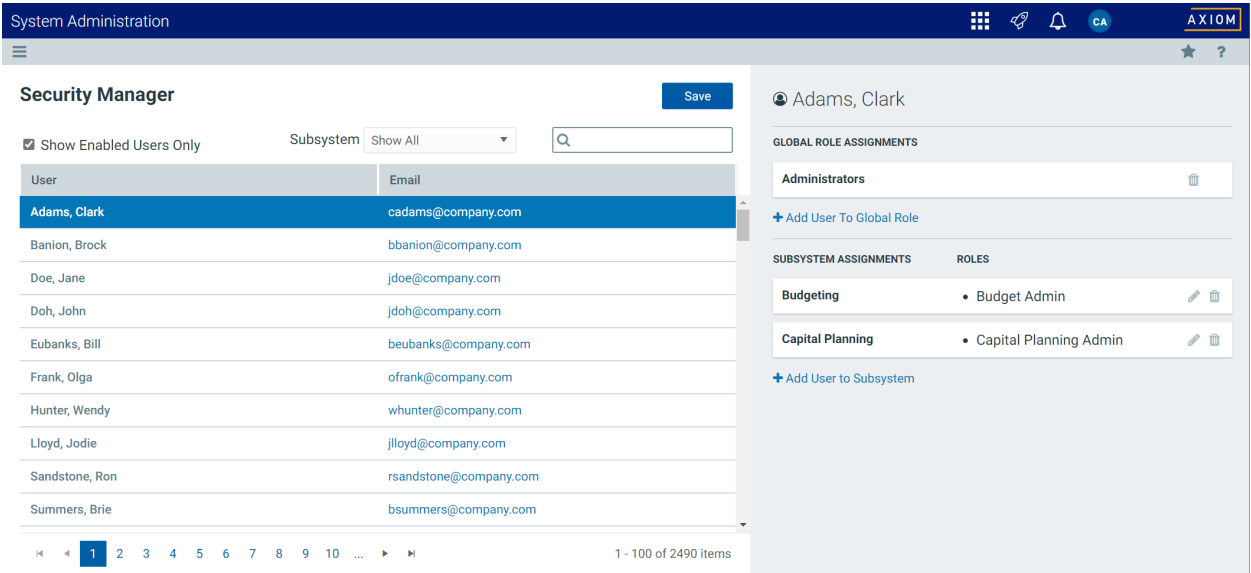 System Administration
CA
AXIOM
?
Security Manager
Save
Show Enabled Users Only
Subsystem
Show All
User
Email
Adams, Clark
cadams@company.com
Banion, Brock
bbanion@company.com
Doe, Jane
jdoe@company.com
Doh, John
jdoh@company.com
Eubanks, Bill
beubanks@company.com
Frank, Olga
ofrank@company.com
Hunter, Wendy
whunter@company.com
Lloyd, Jodie
jlloyd@company.com
Sandstone, Ron
rsandstone@company.com
Summers, Brie
bsummers@company.com
1 2 3 4 5 6 7 8 9 10 ...
1 - 100 of 2490 items
Adams, Clark
GLOBAL ROLE ASSIGNMENTS
Administrators
+ Add User To Global Role
SUBSYSTEM ASSIGNMENTS
ROLES
Budgeting
• Budget Admin
Capital Planning
• Capital Planning Admin
+ Add User to Subsystem